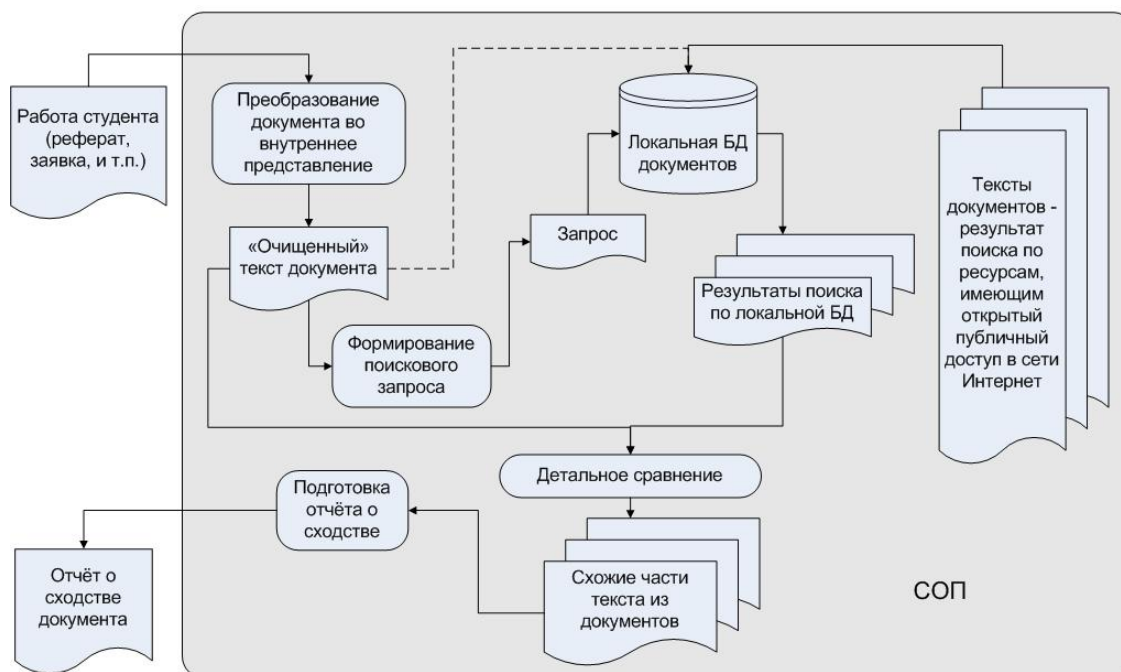 Работа студента
(реферат,
заявка, и т.п.)
Преобразование
документа во
внутреннее
представление
«Очищенный»
текст документа
Формирование
поискового
запроса
Запрос
Локальная БД
документов
Результаты поиска
по локальной БД
Тексты
документов -
результат
поиска по
ресурсам,
имеющим
открытый
публичный
доступ в сети
Интернет
Детальное сравнение
Схожие части
текста из
документов
Подготовка
отчёта о
сходстве
Отчёт о
сходстве
документа
СОП